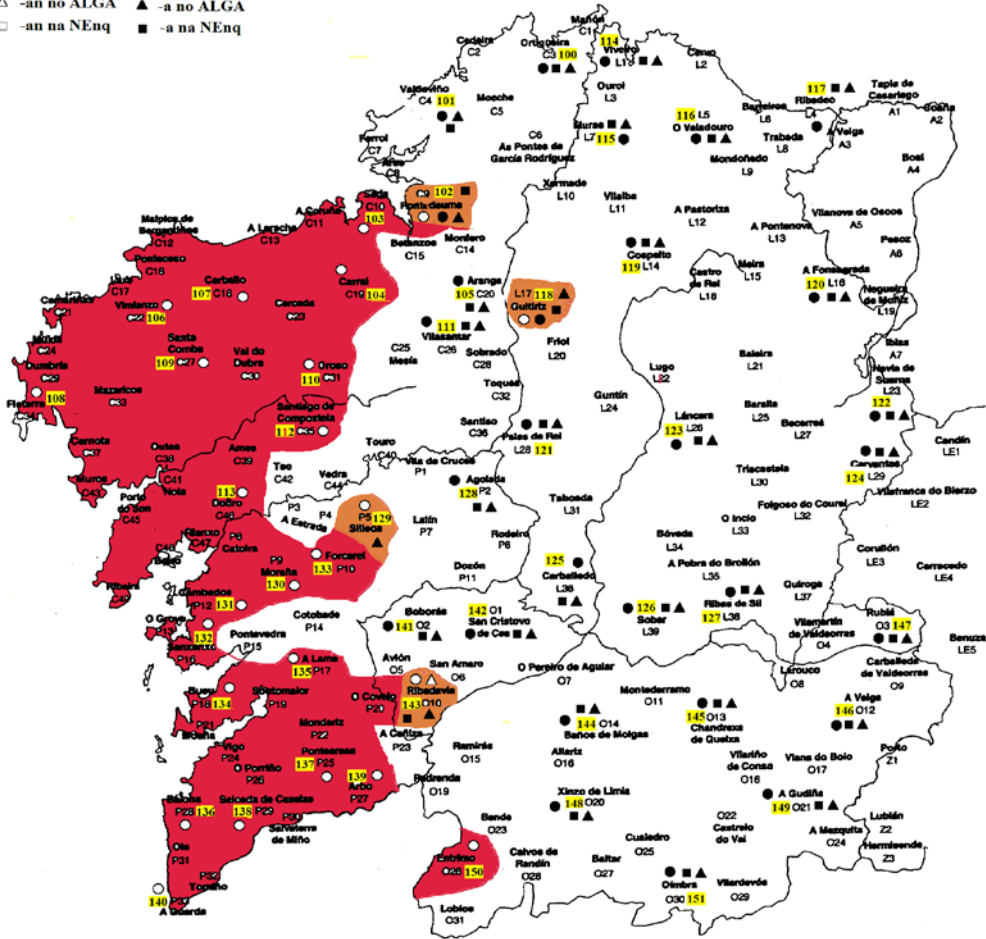 -an no ALGA -a no ALGA
-an na NEnq -a na NEnq
Mañón
C1
Cedeira
C2
Ortigueira
C3 100
114
Viveiro
L1
Cervo
L2
Valdoviño
C4 101
Moeche
C5
Ourol
L3
117
Barreiros
L6
Ribadeo
L4
Tapia de
Casariego
A1
Coaña
A2
Ferrol
C7
C6
As Pontes de
García Rodríguez
Muras
L7
115
116 L5
O Valadouro
Trabada
L8
A Veiga
A3
Ares
C8
Mondoñedo
L9
Boal
A4
Xermade
L10
Vilalba
L11
C9 102
Pontedeume
Sada
C10
103
A Coruña
C11
A Pastoriza
L12
A Pontenova
L13
Vilanova de Oscos
A5
Malpica de
Bergantiños
C12
A Laracha
C13
Betanzos
C15
Monfero
C14
Pesoz
A6
Ponteceso
C16
Laxe
C17
Carballo
107 C18
Carral
C19 104
Aranga
105 C20
Cospeito
119 L14
Meira
L15
Castro
de Rei
L18
A Fonsagrada
120 L16
Negueira
de Muñiz
L19
Camariñas
C21
Vimianzo
C22
106
Cerceda
C23
L17 118
Guitiriz
111
Vilasantar
C26
Friol
L20
Ibias
A7
Muxía
C24
Dumbría
C29
108
Santa
Comba
109 C27
Val do
Dubra
C30
Oroso
110 C31
C25
Mesía
Sobrado
C28
Toques
C32
Baleira
L21
Lugo
L22
Navia de
Suarna
L23
122
Fisterra
C34
Mazaricos
C33
Santiago de
Compostela
112 C35
Guntín
L24
Láncara
123 L26
Baralla
L25
Becerreá
L27
Santiso
C36
Palas de Rei
L28 121
Candín
LE1
Carnota
C37
Outes
C38
Ames
C39
Touro
C40
Teo
C42
Vedra
C44
Vila de Cruces
P1
Agolada
128 P2
Cervantes
124 L29
Triacastela
L30
Vilafranca do Bierzo
LE2
Muros
C43
C41
Noia
Porto
do Son
C45
113
Dodro
C46
P3
P4
A Estrada
P5 129
Silleda
Lalín
P7
Taboada
L31
Folgoso do Courel
L32
O Incio
L33
Rianxo
C47
P6
Catoira
C48
Boiro
P9
Forcarei
133 P10
Rodeiro
P8
Bóveda
L34
Corullón
LE3
Carracedo
LE4
Moraña
130
Ribeira
C49
Dozón
P11
125
Carballedo
L36
A Pobra do Brollón
L35
Quiroga
L37
Cambados
P12 131
O Grove
P13
132
Sanxenxo
P16
Cotobade
P14
Pontevedra
P15
Boborás
141 O2
142 O1
San Cristovo
de Cea
126
Sober
L39
Ribas de Sil
127 L38
Rubiá
O3 147
Vilamartín
de Valdeorras
O4
Benuza
LE5
A Lama
135 P17
Avión
O5
San Amaro
O6
O Pereiro de Aguiar
O7
Larouco
O8
Carballeda
de Valdeorras
O9
Bueu
P18 134
Soutomaior
P19
P21
Moaña
O Covelo
P20
Ribadavia
143 O10
Montederramo
O11
A Veiga
146 O12
Mondariz
P22
A Cañiza
P23
144 O14
Baños de Molgas
145 O13
Chandrexa
de Queixa
Vigo
P24
Ponteareas
137 P25
Ramirás
O15
Allariz
O16
Vilariño
de Conso
O16
Viana do Bolo
O17
Porto
Z1
O Porriño
P26
139
Arbo
P27
Padrenda
O19
Baiona
P28 136
Salceda de Caselas
138 P29
P30
Salvaterra
de Miño
Xinzo de Limia
148 O20
A Gudiña
149 O21
Bande
O23
O22
Castrelo
do Val
Lubián
Z2
A Mezquita
O24
Hermisende
Z3
Oia
P31
Entrimo
O26 150
Calvos de
Randín
O28
Baltar
O27
Cualedro
O25
P32
Tomiño
140 P33
A Guarda
Lobios
O31
Oímbra
O30 151
Vilardevós
O29